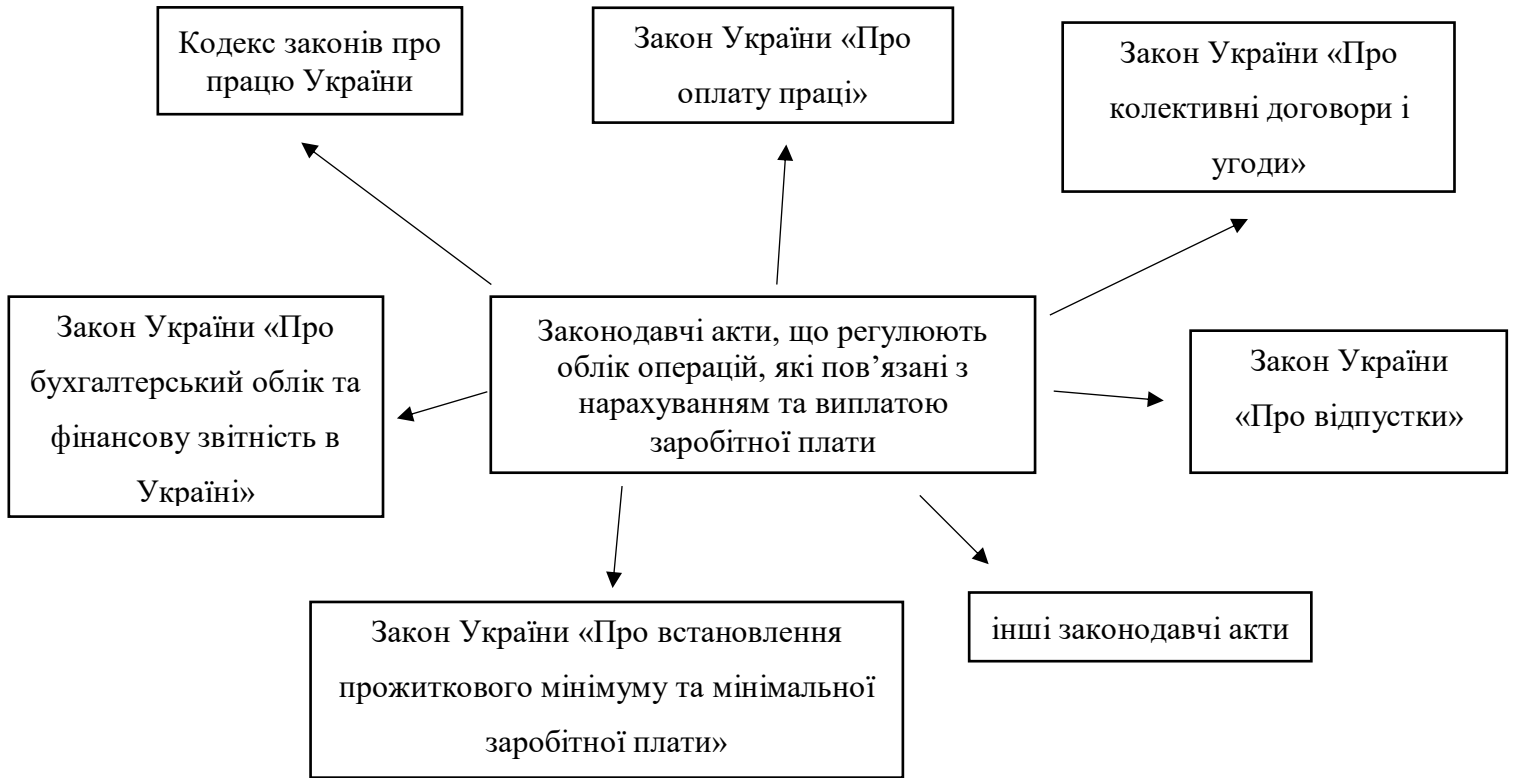 Кодекс законів про
працю України
Закон України «Про
оплату праці»
Закон України «Про
колективні договори і
угоди»
Закон України «Про
бухгалтерський облік та
фінансову звітність в
Україні»
Законодавчі акти, що регулюють
облік операцій, які пов’язані з
нарахуванням та виплатою
заробітної плати
Закон України
«Про відпустки»
Закон України «Про встановлення
прожиткового мінімуму та мінімальної
заробітної плати»
інші законодавчі акти